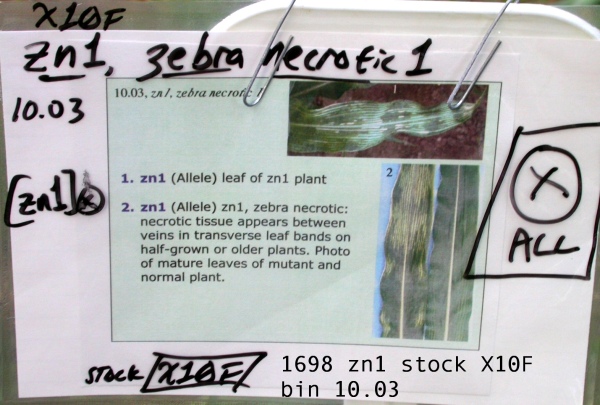 X10F
zn1, zebra necrotic 1
10.03
10.03, zn1, zebra necrotic 1
1
1. zn1 (Allele) leaf of zn1 plant
2
2. zn1 (Allele) zn1, zebra necrotic:
necrotic tissue appears between
veins in transverse leaf bands on
half-grown or older plants. Photo
of mature leaves of mutant and
normal plant.
[zn1] X
X
ALL
stock X10F
1698 zn1 stock X10F
bin 10.03